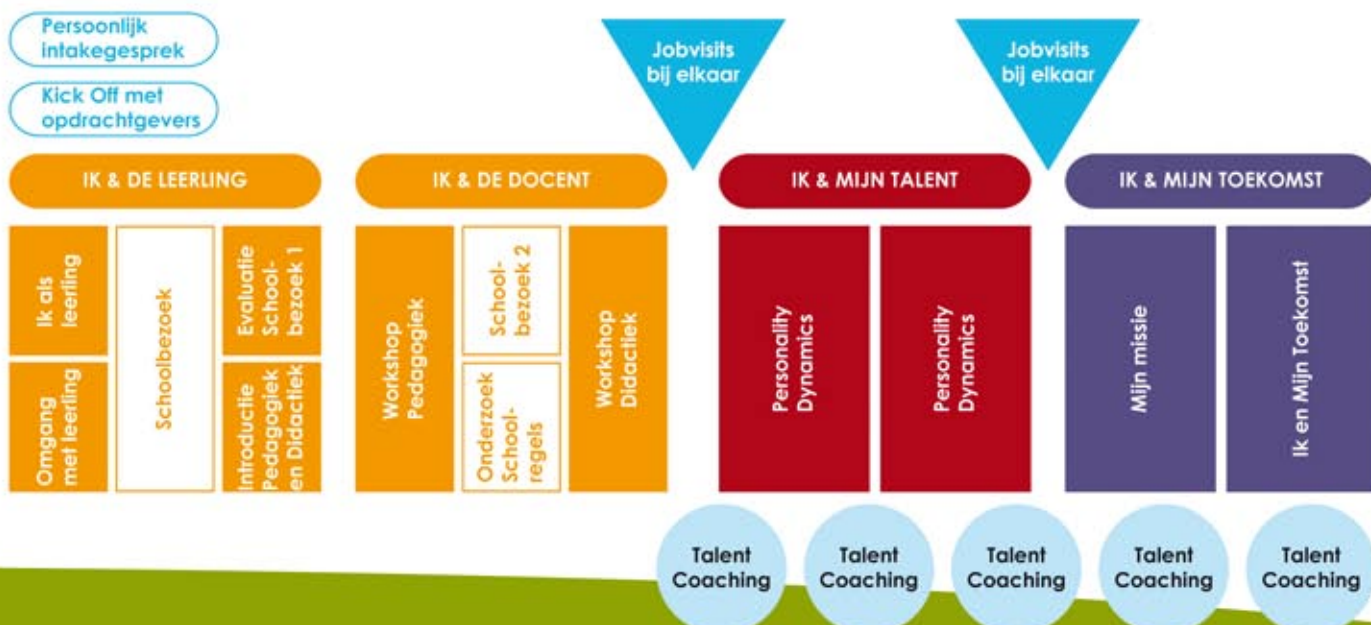 Persoonlijk
intakegesprek
Kick Off met
opdrachtgevers
Jobvisits
bij elkaar
Jobvisits
bij elkaar
IK & DE LEERLING
IK & DE DOCENT
IK & MIJN TALENT
IK & MIJN TOEKOMST
Ik als
leerling
Omgang
met leerling
Schoolbezoek
Evaluatie
School-
bezoek 1
Introductie
Pedagogiek
en Didactiek
Workshop
Pedagogiek
School-
bezoek 2
Onderzoek
School-
regels
Workshop
Didactiek
Personality
Dynamics
Personality
Dynamics
Mijn missie
Ik en Mijn Toekomst
Talent
Coaching
Talent
Coaching
Talent
Coaching
Talent
Coaching
Talent
Coaching